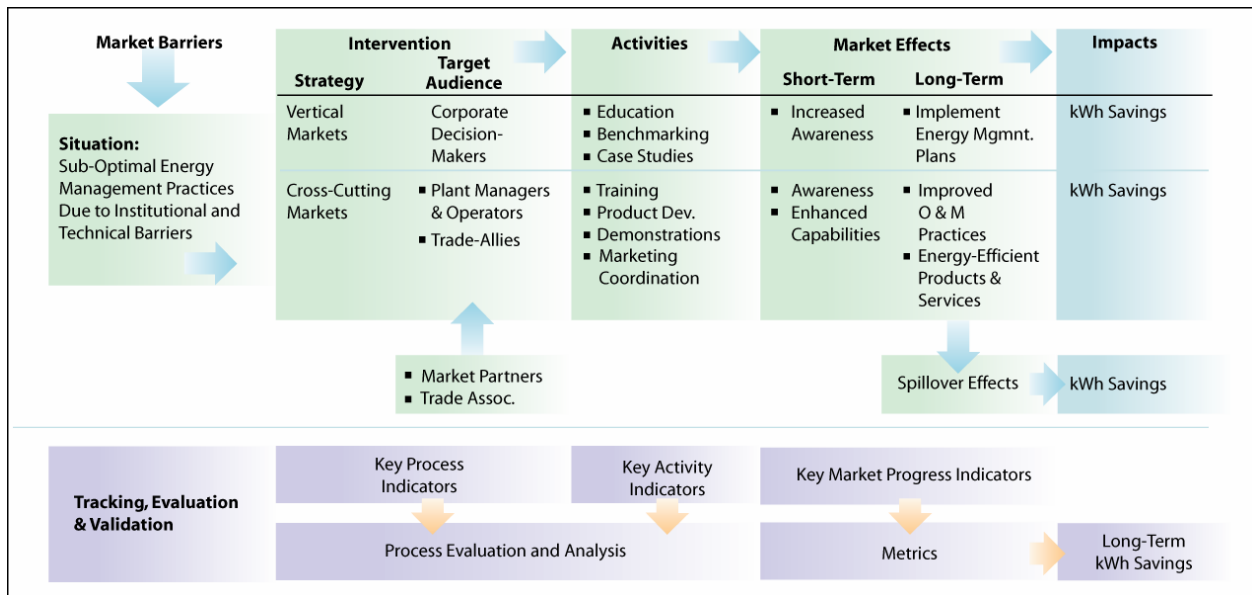 Market Barriers
Intervention
Activities
Market Effects
Impacts
Strategy
Target
Audience
Short-Term
Long-Term
Situation:
Sub-Optimal Energy
Management Practices
Due to Institutional and
Technical Barriers
Vertical
Markets
Corporate
Decision-
Makers
▪ Education
▪ Benchmarking
▪ Case Studies
▪ Increased
Awareness
▪ Implement
Energy Mgmnt.
Plans
kWh Savings
Cross-Cutting
Markets
▪ Plant Managers
& Operators
▪ Trade-Allies
▪ Training
▪ Product Dev.
▪ Demonstrations
▪ Marketing
Coordination
▪ Awareness
▪ Enhanced
Capabilities
▪ Improved
O & M
Practices
▪ Energy-Efficient
Products &
Services
kWh Savings
▪ Market Partners
▪ Trade Assoc.
Spillover Effects
kWh Savings
Tracking, Evaluation
& Validation
Key Process
Indicators
Key Activity
Indicators
Key Market Progress Indicators
Process Evaluation and Analysis
Metrics
Long-Term
kWh Savings